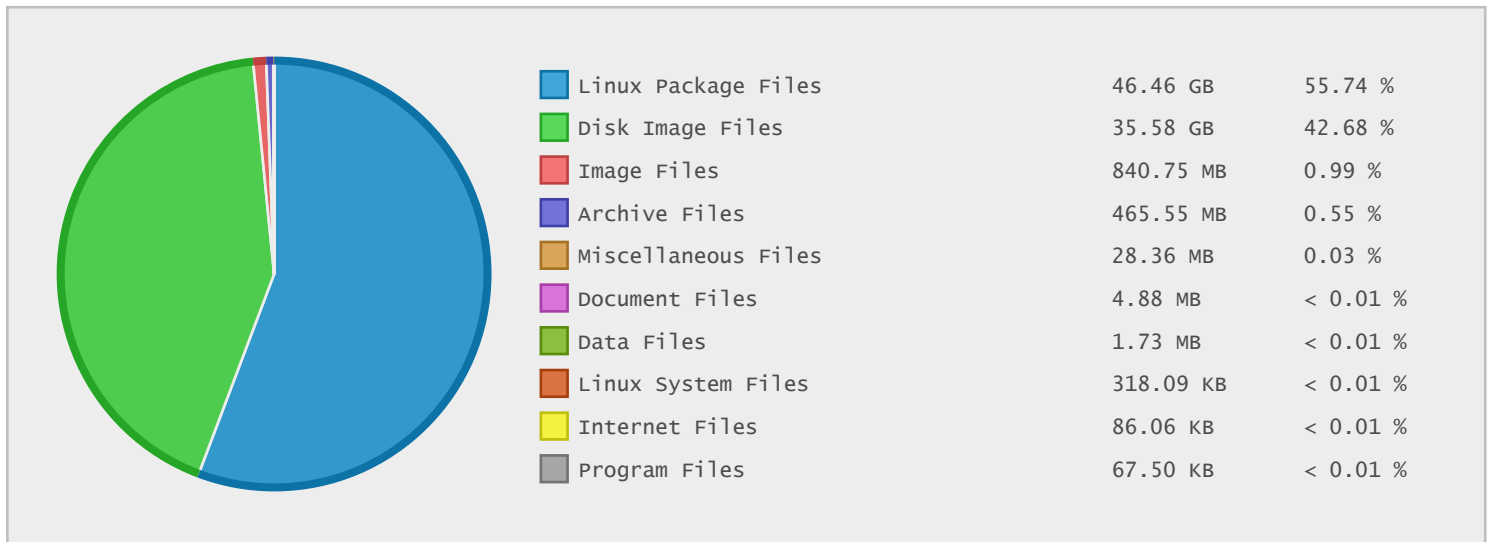 Linux Package Files 46.46 GB 55.74 %
Disk Image Files 35.58 GB 42.68 %
Image Files 840.75 MB 0.99 %
Archive Files 465.55 MB 0.55 %
Miscellaneous Files 28.36 MB 0.03 %
Document Files 4.88 MB < 0.01 %
Data Files 1.73 MB < 0.01 %
Linux System Files 318.09 KB < 0.01 %
Internet Files 86.06 KB < 0.01 %
Program Files 67.50 KB < 0.01 %